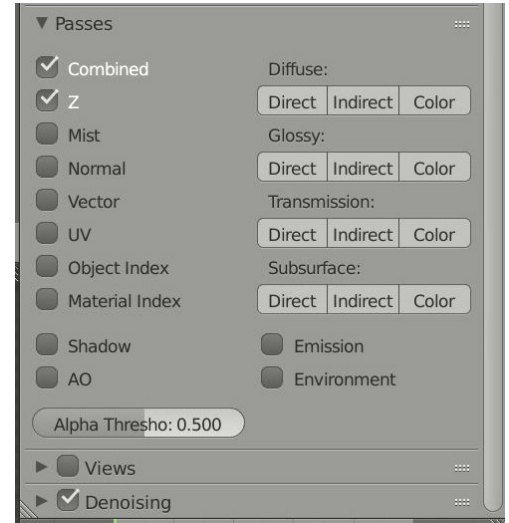 Passes
Combined
Diffuse:
Z
Direct Indirect Color
Mist
Glossy:
Normal
Direct Indirect Color
Vector
Transmission:
UV
Direct Indirect Color
Object Index
Subsurface:
Material Index
Direct Indirect Color
Shadow
Emission
AO
Environment
Alpha Thresho: 0.500
Views
Denoising